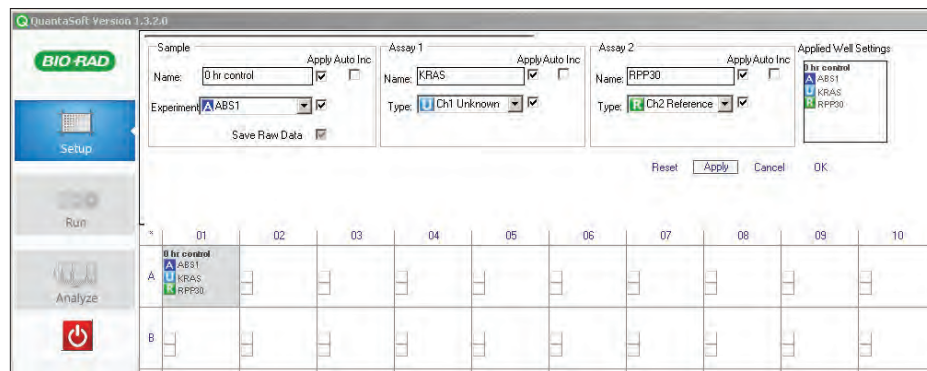 QuantaSoft Version 1.3.2.0
BIO-RAD
Setup
Run
Analyze
Sample
Apply Auto Inc
Name: 0 hr control
Experiment A ABS1
Save Raw Data
Assay 1
Apply Auto Inc
Name: KRAS
Type: U Ch1 Unknown
Assay 2
Apply Auto Inc
Name: RPP30
Type: R Ch2 Reference
Applied Well Settings
0 hr control
A ABS1
U KRAS
R RPP30
Reset Apply Cancel OK
* 01 02 03 04 05 06 07 08 09 10
A
0 hr control
A ABS1
U KRAS
R RPP30
B